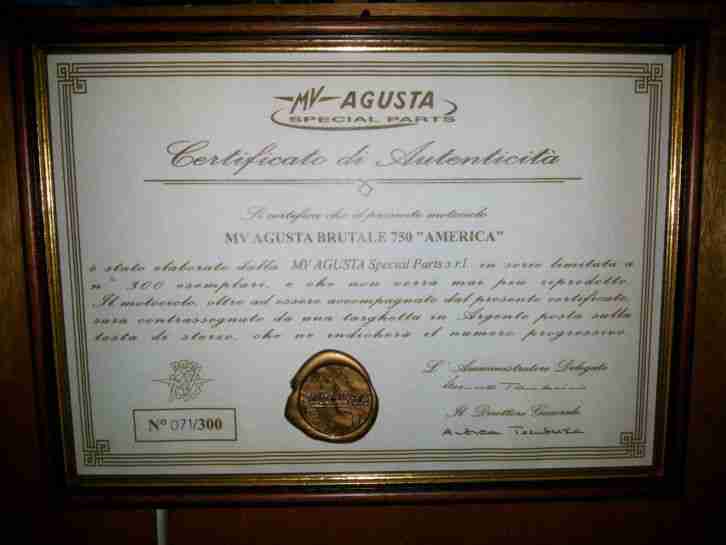 MV AGUSTA
SPECIAL PARTS
Certificato di Autenticità
Si certifica che il presente motociclo
MV AGUSTA BRUTALE 750 "AMERICA"
è stato elaborato dalla MV AGUSTA Special Parts s.r.l. in serie limitata a
n° 300 esemplari, e che non verrà mai più riprodotto.
Il motociclo, oltre ad essere accompagnato dal presente certificato,
sarà contrassegnato da una targhetta in Argento posta sulla
testa di sterzo, che ne indicherà il numero progressivo.
L' Amministratore Delegato
Il Direttore Generale
N° 071/300